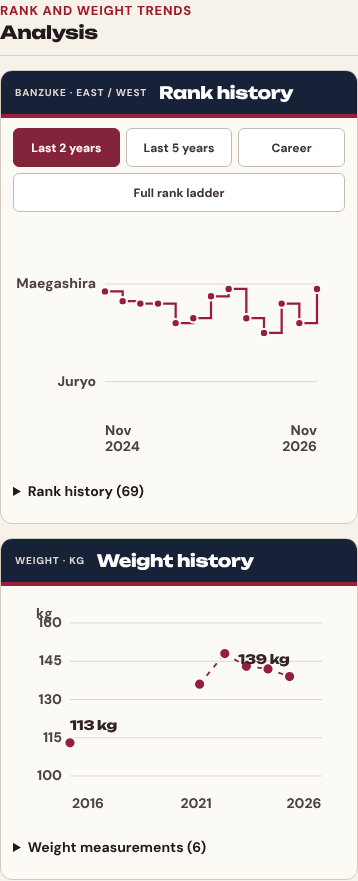 RANK AND WEIGHT TRENDS
Analysis
BANZUKE · EAST / WEST Rank history
Last 2 years Last 5 years Career
Full rank ladder
Maegashira
Juryo
Nov 2024
Nov 2026
▶ Rank history (69)
WEIGHT · KG Weight history
kg
160
145
130
115
100
139 kg
113 kg
2016 2021 2026
▶ Weight measurements (6)